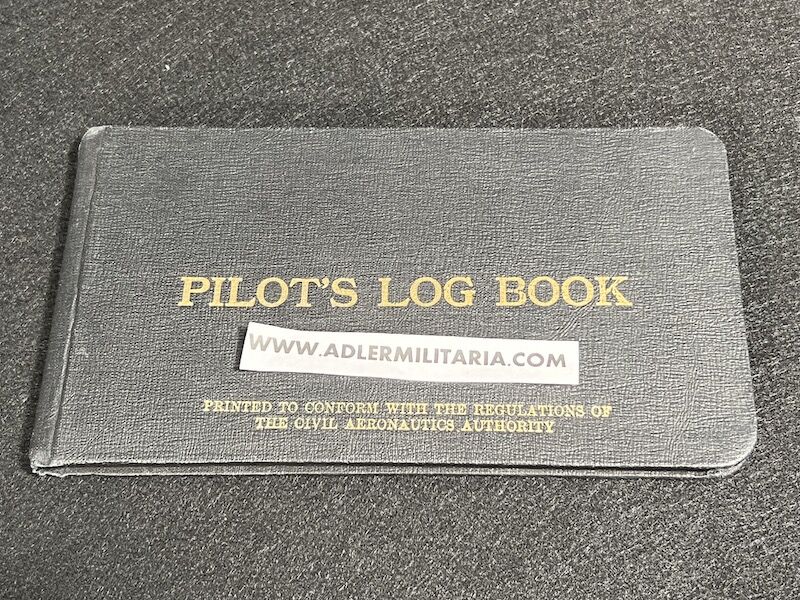 PILOT'S LOG BOOK
WWW.ADLERMILITARIA.COM
PRINTED TO CONFORM WITH THE REGULATIONS OF
THE CIVIL AERONAUTICS AUTHORITY